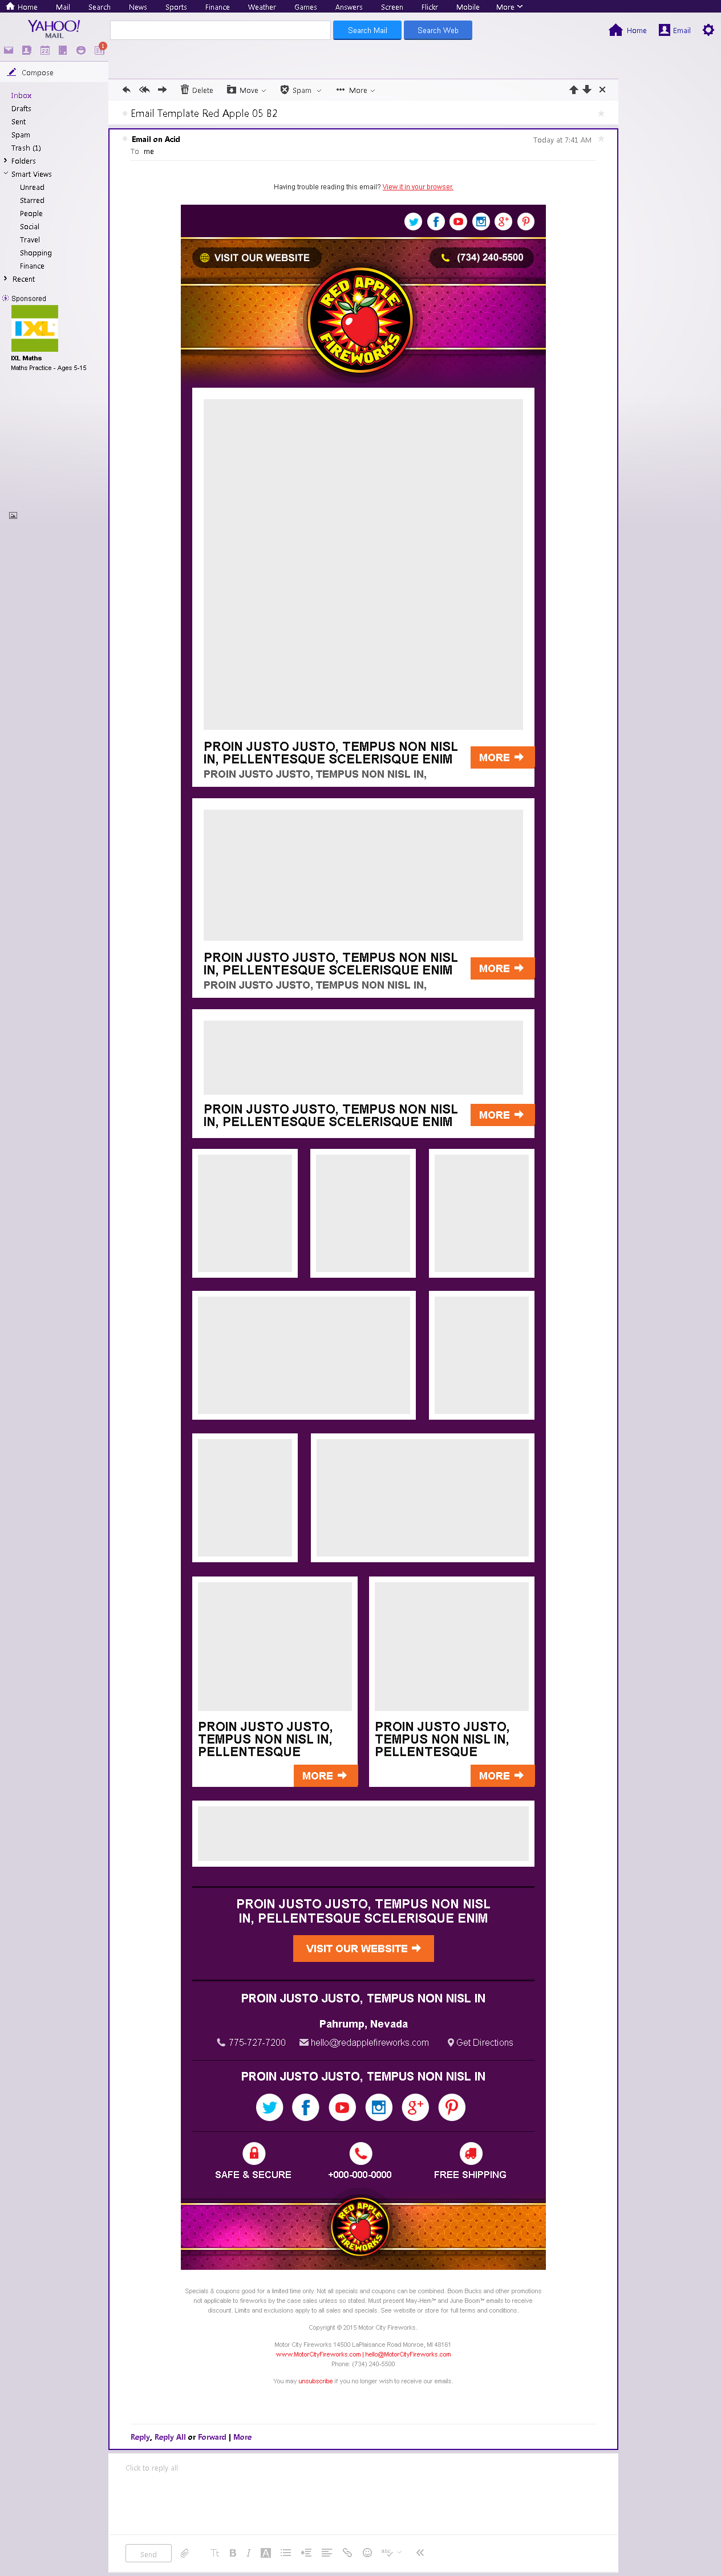 Home Mail Search News Sports Finance Weather Games Answers Screen Flickr Mobile More
YAHOO!
MAIL
Search Mail Search Web
Home Email
23
1
Compose
Delete Move Spam More
Inbox
Drafts
Sent
Spam
Trash (1)
Folders
Smart Views
Unread
Starred
People
Social
Travel
Shopping
Finance
Recent
Sponsored
IXL
IXL Maths
Maths Practice - Ages 5-15
Email Template Red Apple 05 B2
Email on Acid
Today at 7:41 AM
To me
Having trouble reading this email? View it in your browser.
VISIT OUR WEBSITE
(734) 240-5500
RED APPLE
FIREWORKS
PROIN JUSTO JUSTO, TEMPUS NON NISL
IN, PELLENTESQUE SCELERISQUE ENIM
PROIN JUSTO JUSTO, TEMPUS NON NISL IN,
MORE
PROIN JUSTO JUSTO, TEMPUS NON NISL
IN, PELLENTESQUE SCELERISQUE ENIM
PROIN JUSTO JUSTO, TEMPUS NON NISL IN,
MORE
PROIN JUSTO JUSTO, TEMPUS NON NISL
IN, PELLENTESQUE SCELERISQUE ENIM
MORE
PROIN JUSTO JUSTO,
TEMPUS NON NISL IN,
PELLENTESQUE
MORE
PROIN JUSTO JUSTO,
TEMPUS NON NISL IN,
PELLENTESQUE
MORE
PROIN JUSTO JUSTO, TEMPUS NON NISL
IN, PELLENTESQUE SCELERISQUE ENIM
VISIT OUR WEBSITE
PROIN JUSTO JUSTO, TEMPUS NON NISL IN
Pahrump, Nevada
775-727-7200 hello@redapplefireworks.com Get Directions
PROIN JUSTO JUSTO, TEMPUS NON NISL IN
SAFE & SECURE +000-000-0000 FREE SHIPPING
RED APPLE
FIREWORKS
Specials & coupons good for a limited time only. Not all specials and coupons can be combined. Boom Bucks and other promotions
not applicable to fireworks by the case sales unless so stated. Must present May-Hem™ and June Boom™ emails to receive
discount. Limits and exclusions apply to all sales and specials. See website or store for full terms and conditions.
Copyright © 2015 Motor City Fireworks.
Motor City Fireworks 14500 LaPlaisance Road Monroe, MI 48161
www.MotorCityFireworks.com | hello@MotorCityFireworks.com
Phone: (734) 240-5500
You may unsubscribe if you no longer wish to receive our emails.
Reply, Reply All or Forward | More
Click to reply all
Send